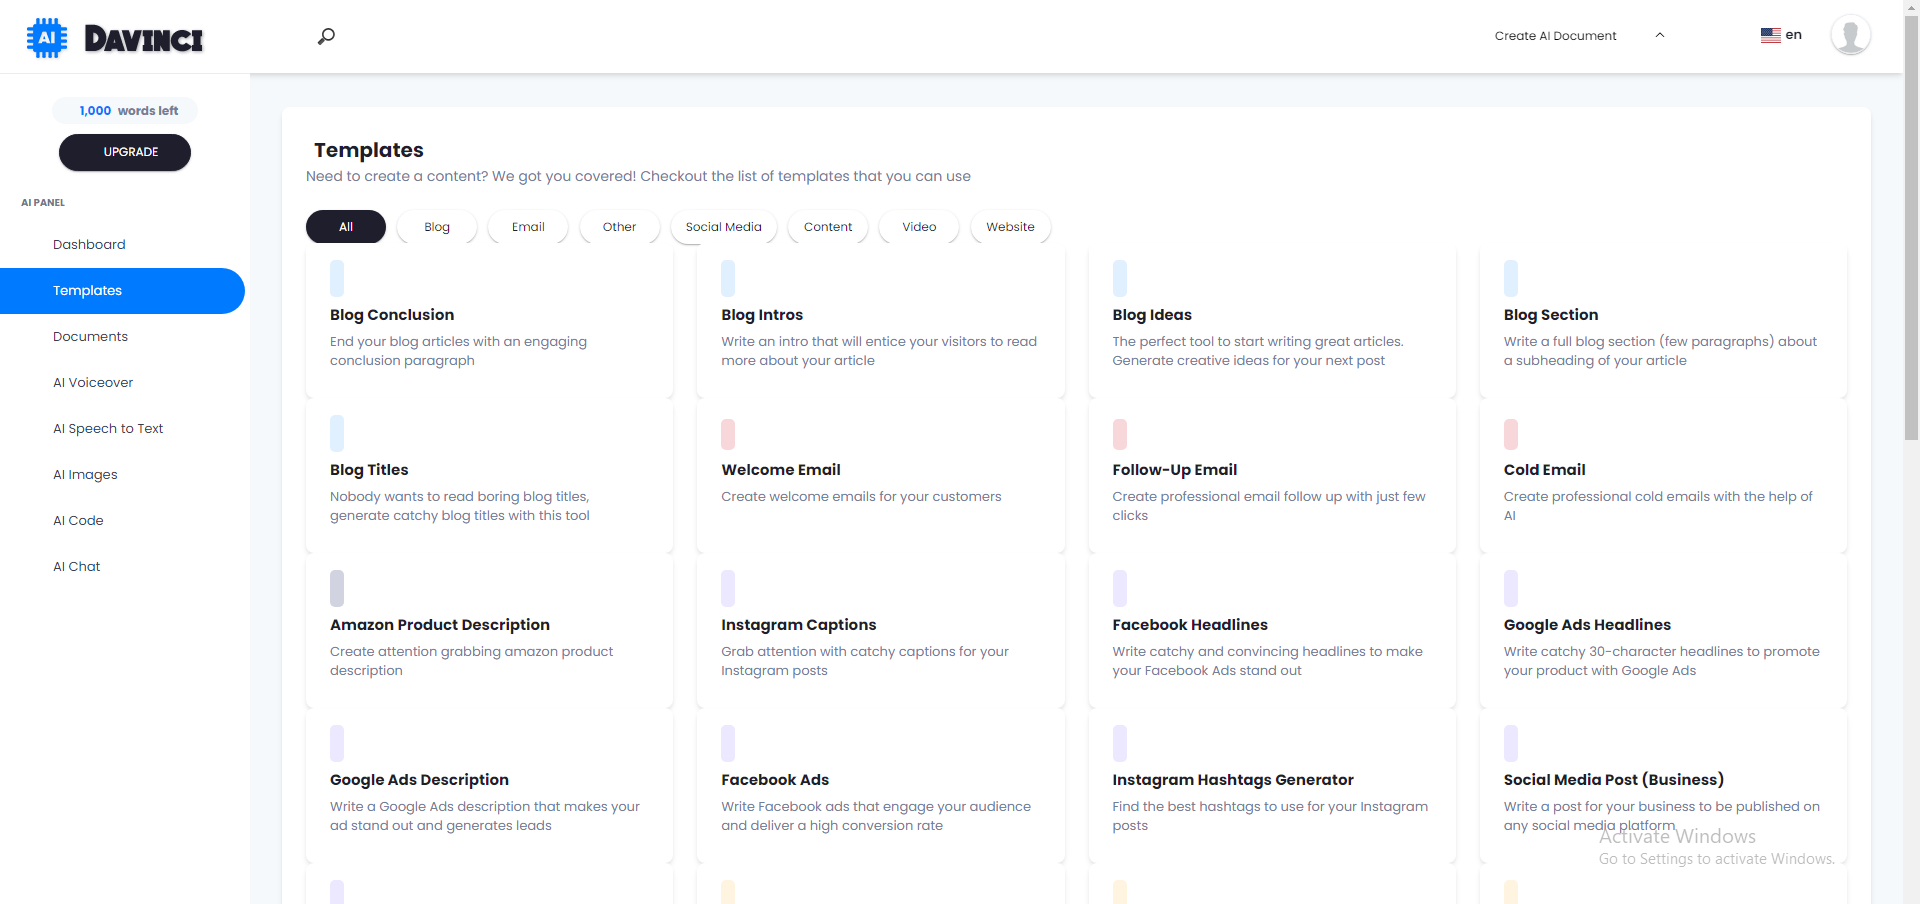 AI DAVINCI
Create AI Document
en
1,000 words left
UPGRADE
AI PANEL
Dashboard
Templates
Documents
AI Voiceover
AI Speech to Text
AI Images
AI Code
AI Chat
Templates
Need to create a content? We got you covered! Checkout the list of templates that you can use
All Blog Email Other Social Media Content Video Website
Blog Conclusion
End your blog articles with an engaging
conclusion paragraph
Blog Intros
Write an intro that will entice your visitors to read
more about your article
Blog Ideas
The perfect tool to start writing great articles.
Generate creative ideas for your next post
Blog Section
Write a full blog section (few paragraphs) about
a subheading of your article
Blog Titles
Nobody wants to read boring blog titles,
generate catchy blog titles with this tool
Welcome Email
Create welcome emails for your customers
Follow-Up Email
Create professional email follow up with just few
clicks
Cold Email
Create professional cold emails with the help of
AI
Amazon Product Description
Create attention grabbing amazon product
description
Instagram Captions
Grab attention with catchy captions for your
Instagram posts
Facebook Headlines
Write catchy and convincing headlines to make
your Facebook Ads stand out
Google Ads Headlines
Write catchy 30-character headlines to promote
your product with Google Ads
Google Ads Description
Write a Google Ads description that makes your
ad stand out and generates leads
Facebook Ads
Write Facebook ads that engage your audience
and deliver a high conversion rate
Instagram Hashtags Generator
Find the best hashtags to use for your Instagram
posts
Social Media Post (Business)
Write a post for your business to be published on
any social media platform
Activate Windows
Go to Settings to activate Windows.